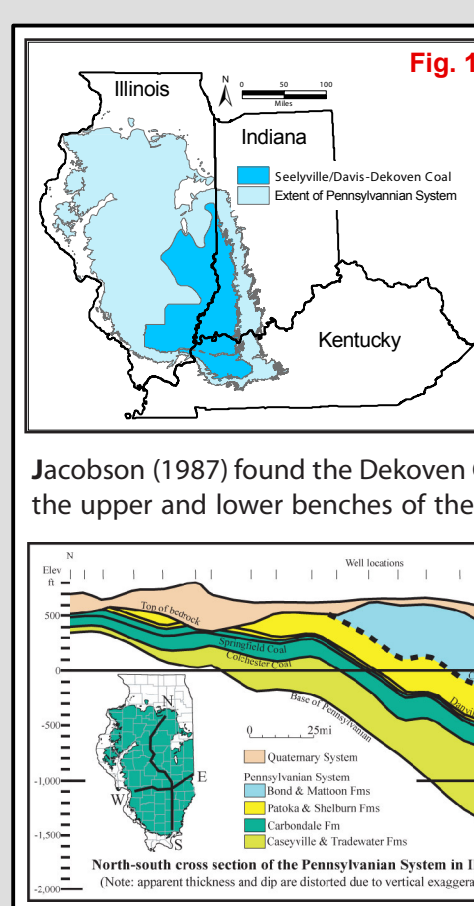 Fig. 1
Illinois
N
0 50 100
Miles
Indiana
Seelyville/Davis-Dekoven Coal
Extent of Pennsylvannian System
Kentucky
Jacobson (1987) found the Dekoven
the upper and lower benches of the
N
Elev
ft
Well locations
500
Top of bedrock
Springfield Coal
Colchester Coal
0
Base of Pennsylvanian
-500
N
0 25mi
Quaternary System
E
Pennsylvanian System
-1,000
Bond & Mattoon Fms
W
Patoka & Shelburn Fms
Carbondale Fm
-1,500
S
Caseyville & Tradewater Fms
North-south cross section of the Pennsylvanian System in
(Note: apparent thickness and dip are distorted due to vertical
-2,000